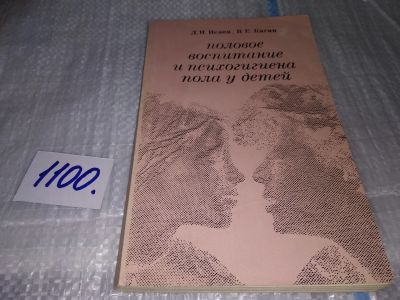 Д. Н. Исаев, В. Е. Каган
половое
воспитание
и психогигиена
пола у детей
1100.